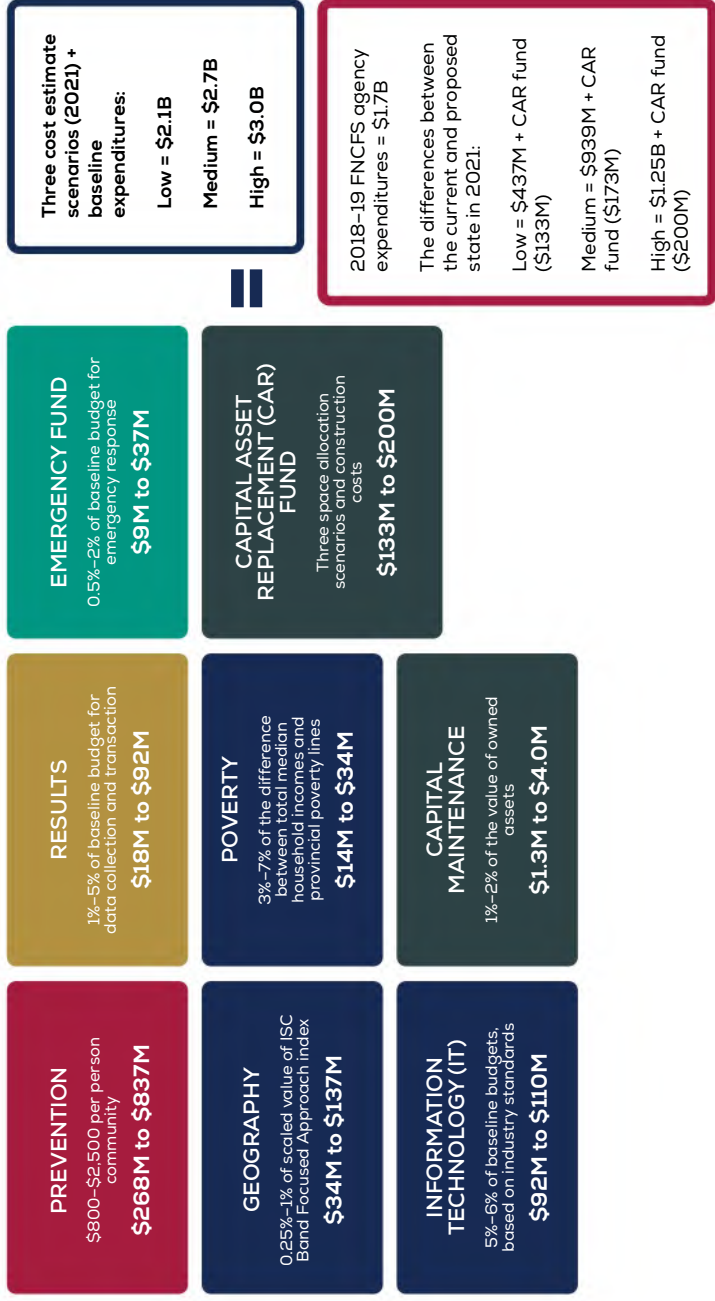 PREVENTION
$800–$2,500 per person
community
$268M to $837M
RESULTS
1%–5% of baseline budget for
data collection and transaction
$18M to $92M
EMERGENCY FUND
0.5%–2% of baseline budget for
emergency response
$9M to $37M
GEOGRAPHY
0.25%–1% of scaled value of ISC
Band Focused Approach index
$34M to $137M
POVERTY
3%–7% of the difference
between total median
household incomes and
provincial poverty lines
$14M to $34M
CAPITAL ASSET
REPLACEMENT (CAR)
FUND
Three space allocation
scenarios and construction
costs
$133M to $200M
INFORMATION
TECHNOLOGY (IT)
5%–6% of baseline budgets,
based on industry standards
$92M to $110M
CAPITAL
MAINTENANCE
1%–2% of the value of owned
assets
$1.3M to $4.0M
=
Three cost estimate
scenarios (2021) +
baseline
expenditures:
Low = $2.1B
Medium = $2.7B
High = $3.0B
2018–19 FNCFS agency
expenditures = $1.7B
The differences between
the current and proposed
state in 2021:
Low = $437M + CAR fund
($133M)
Medium = $939M + CAR
fund ($173M)
High = $1.25B + CAR fund
($200M)